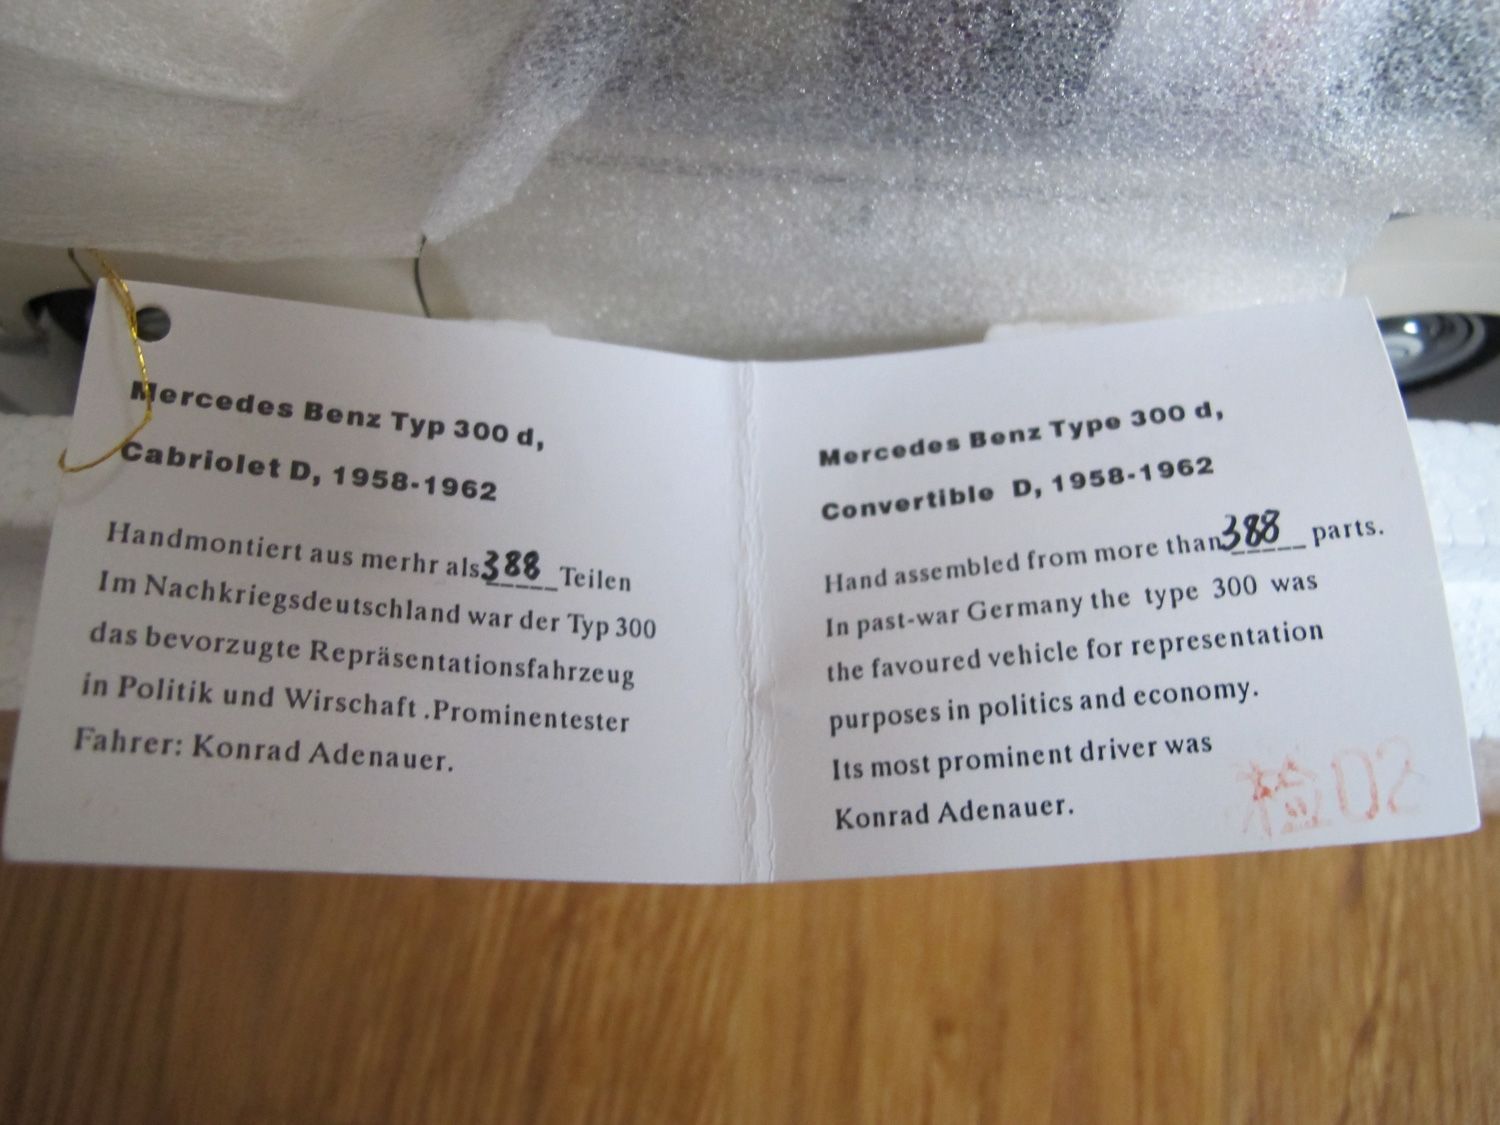 Mercedes Benz Typ 300 d,
Cabriolet D, 1958-1962
Handmontiert aus merhr als 388 Teilen
Im Nachkriegsdeutschland war der Typ 300
das bevorzugte Repräsentationsfahrzeug
in Politik und Wirschaft .Prominentester
Fahrer: Konrad Adenauer.
Mercedes Benz Type 300 d,
Convertible D, 1958-1962
Hand assembled from more than 388 parts.
In past-war Germany the type 300 was
the favoured vehicle for representation
purposes in politics and economy.
Its most prominent driver was
Konrad Adenauer.
检02